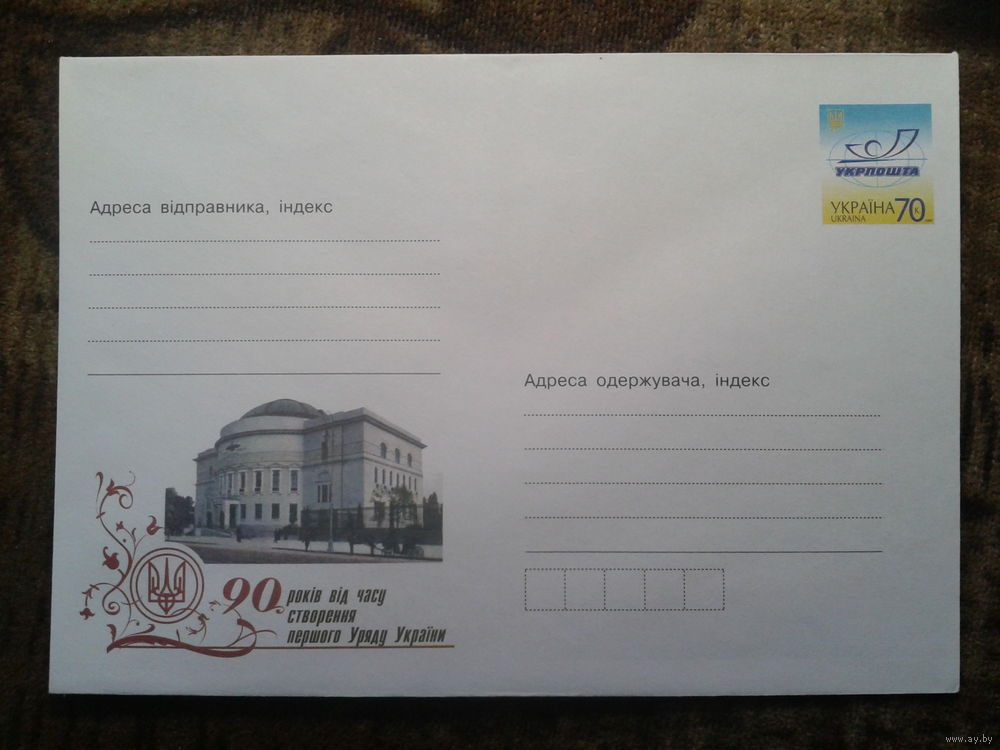 УКРПОШТА
УКРАЇНА 70 к.
UKRAINA
Адреса відправника, індекс
Адреса одержувача, індекс
90 років від часу
створення
першого Уряду України
www.ay.by